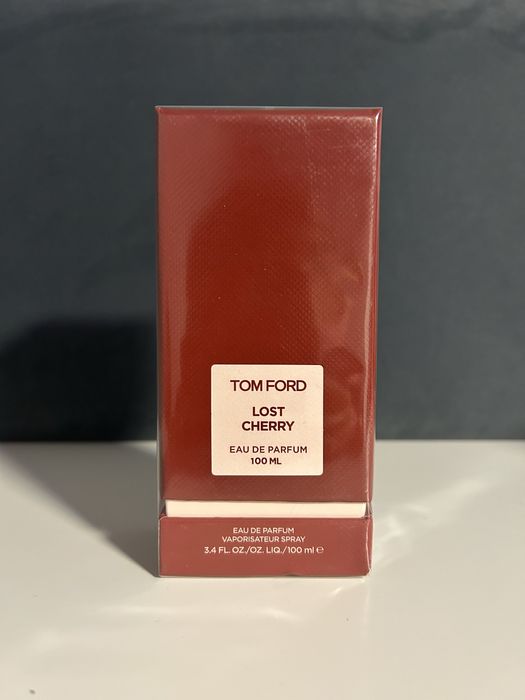 TOM FORD
LOST
CHERRY
EAU DE PARFUM
100 ML
EAU DE PARFUM
VAPORISATEUR SPRAY
3.4 FL. OZ./OZ. LIQ./100 ml ℮